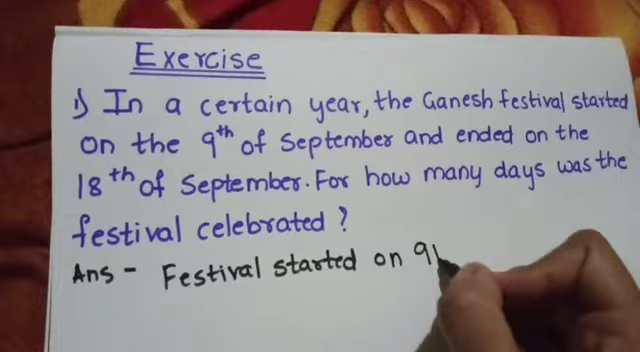 Exercise
1) In a certain year, the Ganesh festival started
on the 9th of September and ended on the
18th of September. For how many days was the
festival celebrated?
Ans - Festival started on 9